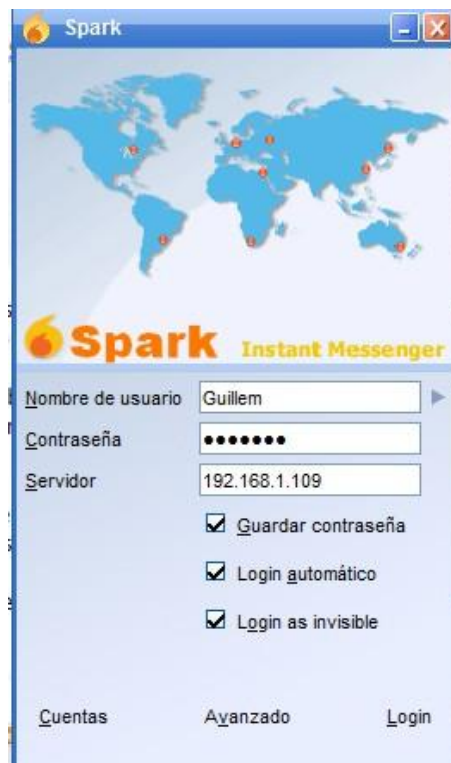 Spark
Spark Instant Messenger
Nombre de usuario Guillem
Contraseña ●●●●●●●
Servidor 192.168.1.109
Guardar contraseña
Login automático
Login as invisible
Cuentas Avanzado Login